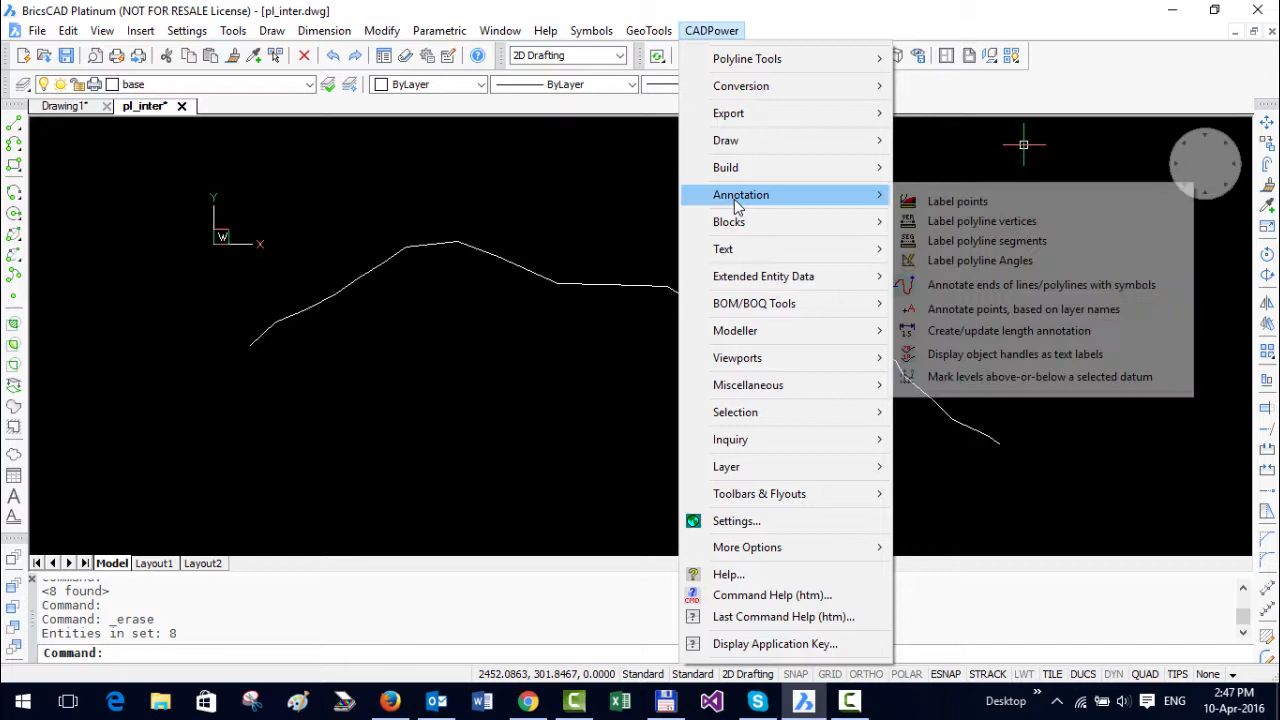 BricsCAD Platinum (NOT FOR RESALE License) - [pl_inter.dwg]
File Edit View Insert Settings Tools Draw Dimension Modify Parametric Window Help Symbols GeoTools CADPower
2D Drafting
base ByLayer ByLayer
Drawing1* pl_inter*
Polyline Tools
Conversion
Export
Draw
Build
Annotation
Blocks
Text
Extended Entity Data
BOM/BOQ Tools
Modeller
Viewports
Miscellaneous
Selection
Inquiry
Layer
Toolbars & Flyouts
Settings...
More Options
Help...
Command Help (htm)...
Last Command Help (htm)...
Display Application Key...
Label points
Label polyline vertices
Label polyline segments
Label polyline Angles
Annotate ends of lines/polylines with symbols
Annotate points, based on layer names
Create/update length annotation
Display object handles as text labels
Mark levels above-or-below a selected datum
Y
W X
Model Layout1 Layout2
Command:
<8 found>
Command:
Command: _erase
Entities in set: 8
Command:
2452.0863, 301.8467, 0.0000 Standard Standard 2D Drafting SNAP GRID ORTHO POLAR ESNAP STRACK LWT TILE DUCS DYN QUAD TIPS None
Desktop ENG 2:47 PM
10-Apr-2016